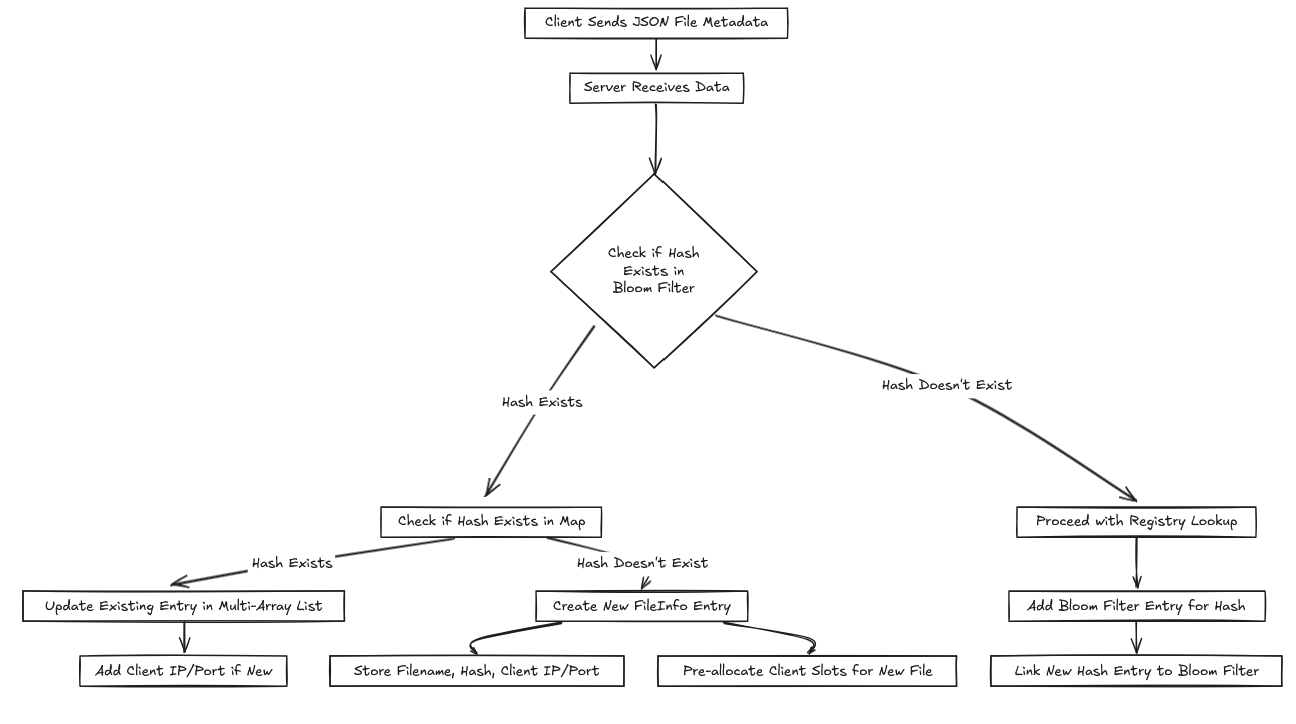 Client Sends JSON File Metadata
Server Receives Data
Check if Hash
Exists in
Bloom Filter
Hash Doesn't Exist
Hash Exists
Check if Hash Exists in Map
Proceed with Registry Lookup
Hash Exists
Hash Doesn't Exist
Update Existing Entry in Multi-Array List
Create New FileInfo Entry
Add Bloom Filter Entry for Hash
Add Client IP/Port if New
Store Filename, Hash, Client IP/Port
Pre-allocate Client Slots for New File
Link New Hash Entry to Bloom Filter